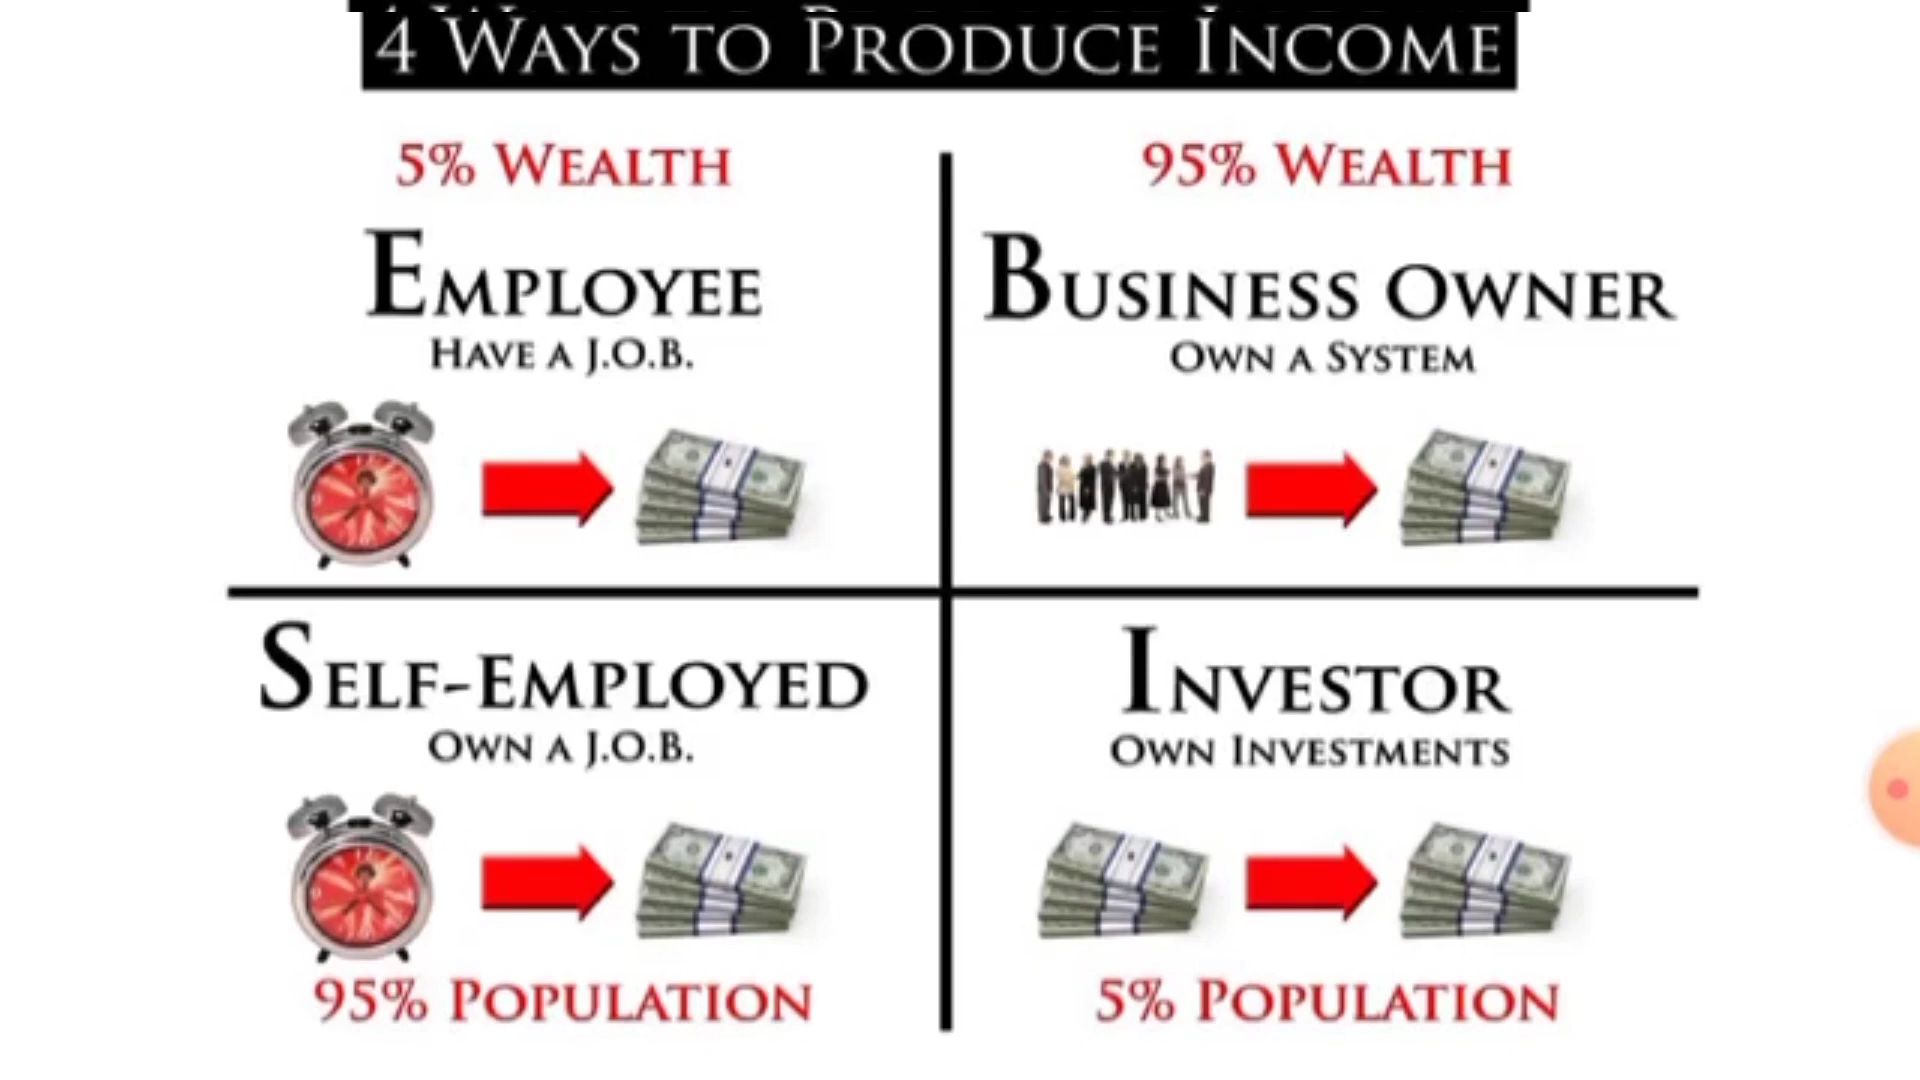 4 WAYS TO PRODUCE INCOME
5% WEALTH
EMPLOYEE
HAVE A J.O.B.
95% WEALTH
BUSINESS OWNER
OWN A SYSTEM
SELF-EMPLOYED
OWN A J.O.B.
95% POPULATION
INVESTOR
OWN INVESTMENTS
5% POPULATION